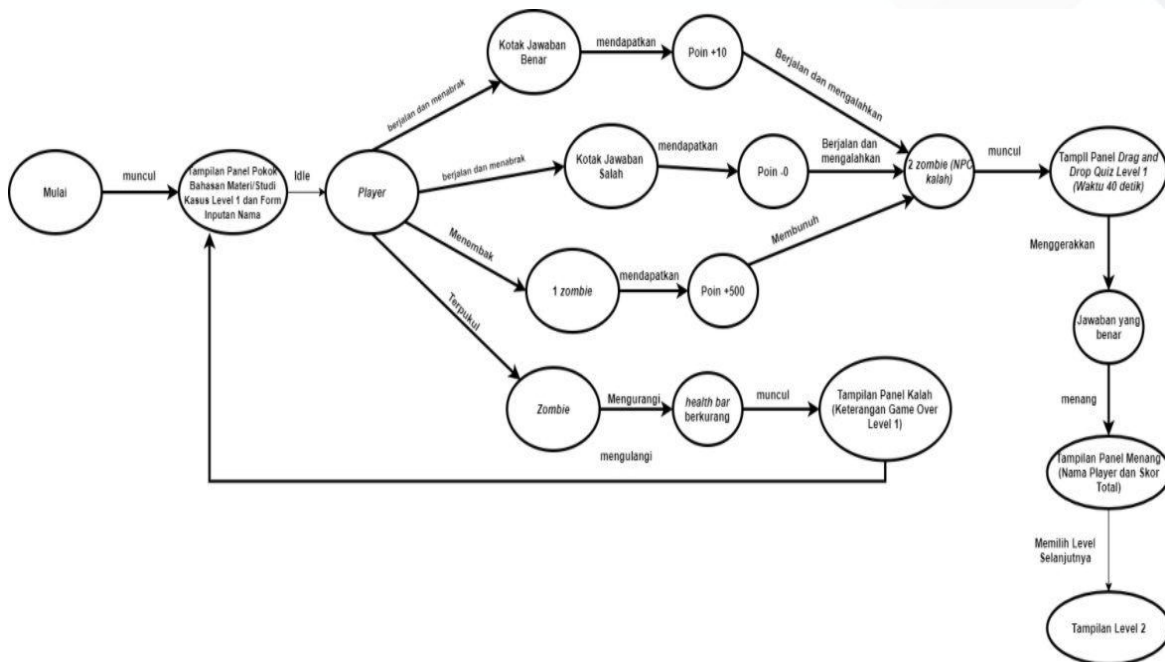 Mulai
muncul
Tampilan Panel Pokok
Bahasan Materi/Studi
Kasus Level 1 dan Form
Inputan Nama
Idle
Player
berjalan dan menabrak
Kotak Jawaban
Benar
mendapatkan
Poin +10
Berjalan dan mengalahkan
berjalan dan menabrak
Kotak Jawaban
Salah
mendapatkan
Poin -0
Berjalan dan
mengalahkan
Menembak
1 zombie
mendapatkan
Poin +500
Membunuh
2 zombie (NPC
kalah)
muncul
Tampll Panel Drag and
Drop Quiz Level 1
(Waktu 40 detik)
Menggerakkan
Jawaban yang
benar
menang
Tampilan Panel Menang
(Nama Player dan Skor
Total)
Memilih Level
Selanjutnya
Tampilan Level 2
Terpukul
Zombie
Mengurangi
health bar
berkurang
muncul
Tampilan Panel Kalah
(Keterangan Game Over
Level 1)
mengulangi